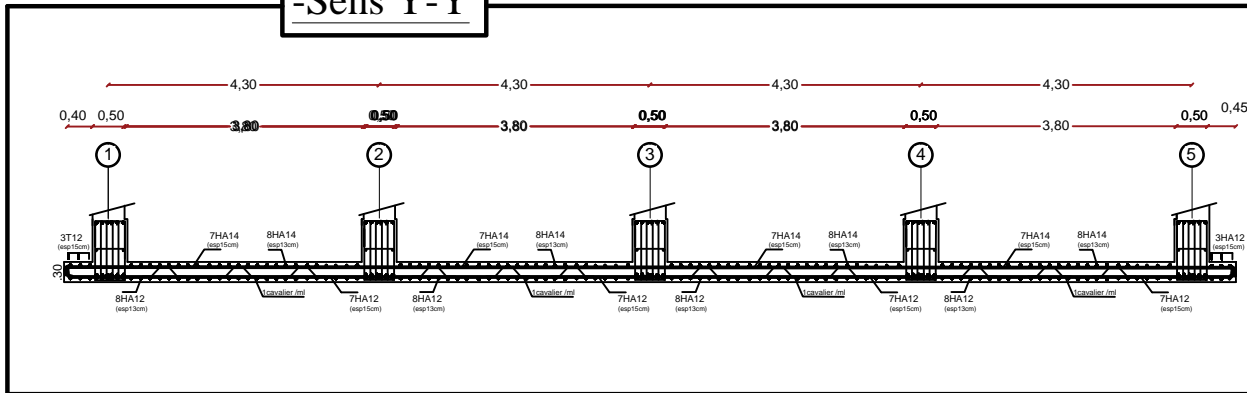 -Sens Y-Y
4,30 4,30 4,30 4,30
0,40 0,50 3,80 0,50 3,80 0,50 3,80 0,50 3,80 0,50 0,45
1 2 3 4 5
3T12 7HA14 8HA14 7HA14 8HA14 7HA14 8HA14 7HA14 8HA14 3HA12
(esp15cm) (esp15cm) (esp13cm) (esp15cm) (esp13cm) (esp15cm) (esp13cm) (esp15cm) (esp13cm) (esp15cm)
.30
8HA12 1cavalier /ml 7HA12 8HA12 1cavalier /ml 7HA12 8HA12 1cavalier /ml 7HA12 8HA12 1cavalier /ml 7HA12
(esp13cm) (esp15cm) (esp13cm) (esp15cm) (esp13cm) (esp15cm) (esp13cm) (esp15cm)